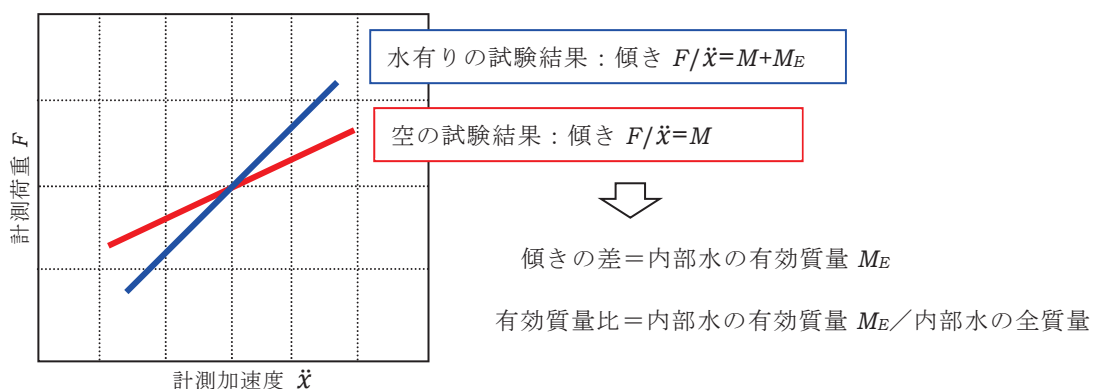 水有りの試験結果：傾き F/ẍ=M+M_E
空の試験結果：傾き F/ẍ=M
計測荷重 F
傾きの差＝内部水の有効質量 M_E
有効質量比＝内部水の有効質量 M_E／内部水の全質量
計測加速度 ẍ